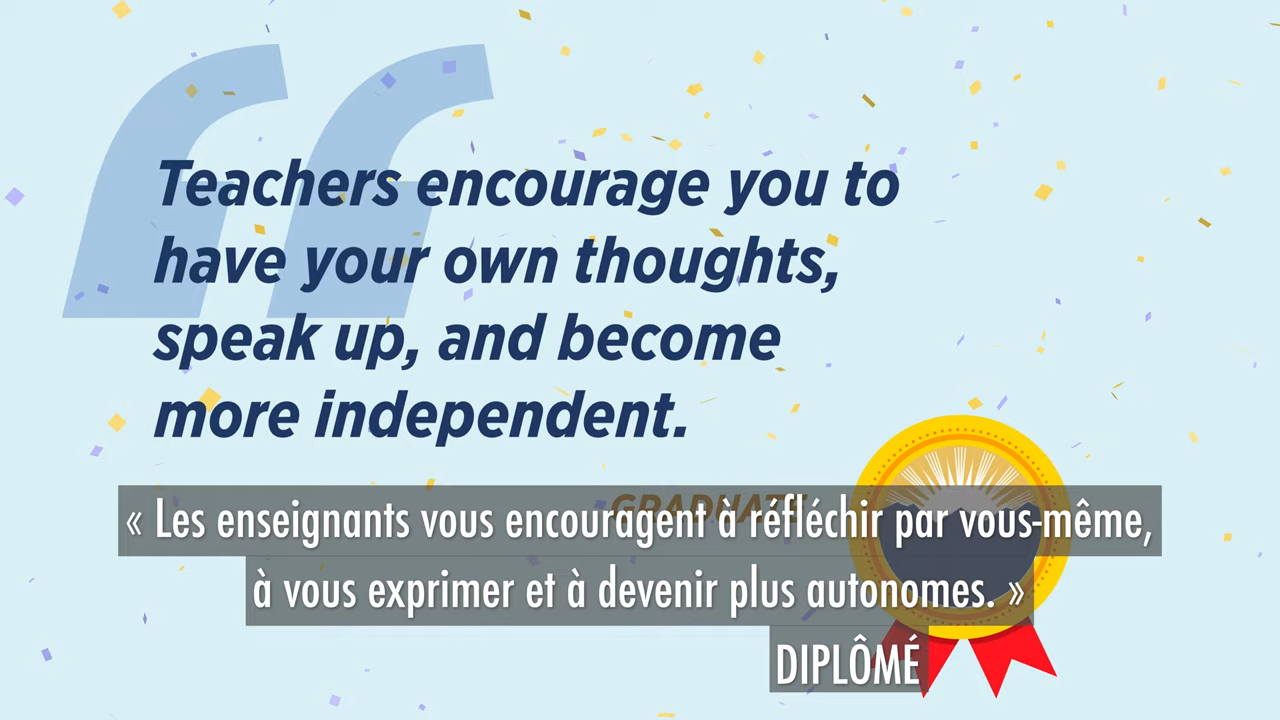 Teachers encourage you to
have your own thoughts,
speak up, and become
more independent.
GRADUATE
« Les enseignants vous encouragent à réfléchir par vous-même,
à vous exprimer et à devenir plus autonomes. »
DIPLÔMÉ